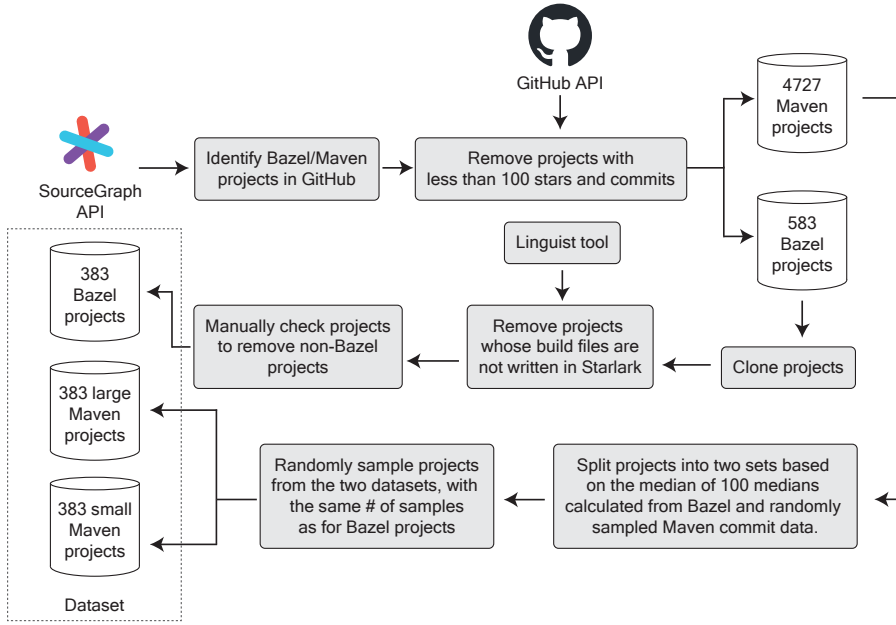 GitHub API
4727
Maven
projects
SourceGraph
API
Identify Bazel/Maven
projects in GitHub
Remove projects with
less than 100 stars and commits
583
Bazel
projects
Linguist tool
383
Bazel
projects
Manually check projects
to remove non-Bazel
projects
Remove projects
whose build files are
not written in Starlark
Clone projects
383 large
Maven
projects
Randomly sample projects
from the two datasets, with
the same # of samples
as for Bazel projects
Split projects into two sets based
on the median of 100 medians
calculated from Bazel and randomly
sampled Maven commit data.
383 small
Maven
projects
Dataset